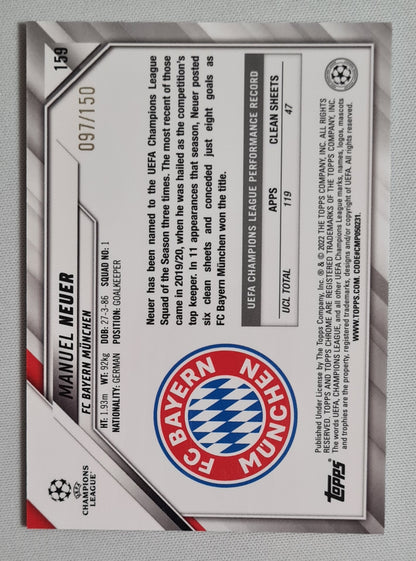 159
097/150
UEFA
CHAMPIONS
LEAGUE
MANUEL NEUER
FC BAYERN MÜNCHEN
HT: 1.93m WT: 92kg DOB: 27-3-86 SQUAD NO: 1
NATIONALITY: GERMAN POSITION: GOALKEEPER
Neuer has been named to the UEFA Champions League
Squad of the Season three times. The most recent of those
came in 2019/20, when he was hailed as the competition's
top keeper. In 11 appearances that season, Neuer posted
six clean sheets and conceded just eight goals as
FC Bayern München won the title.
FC BAYERN
MÜNCHEN
UEFA CHAMPIONS LEAGUE PERFORMANCE RECORD
APPS CLEAN SHEETS
UCL TOTAL 119 47
topps
Published Under License by The Topps Company, Inc. ® & © 2022 THE TOPPS COMPANY, INC. ALL RIGHTS
RESERVED. TOPPS AND TOPPS CHROME ARE REGISTERED TRADEMARKS OF THE TOPPS COMPANY, INC.
The words UEFA, CHAMPIONS LEAGUE, and all other UEFA Champions League marks, names, logos, mascots
and trophies are the property, registered trademarks, designs and/or copyright of UEFA. All rights reserved.
WWW.TOPPS.COM. CODE#CMP050231.